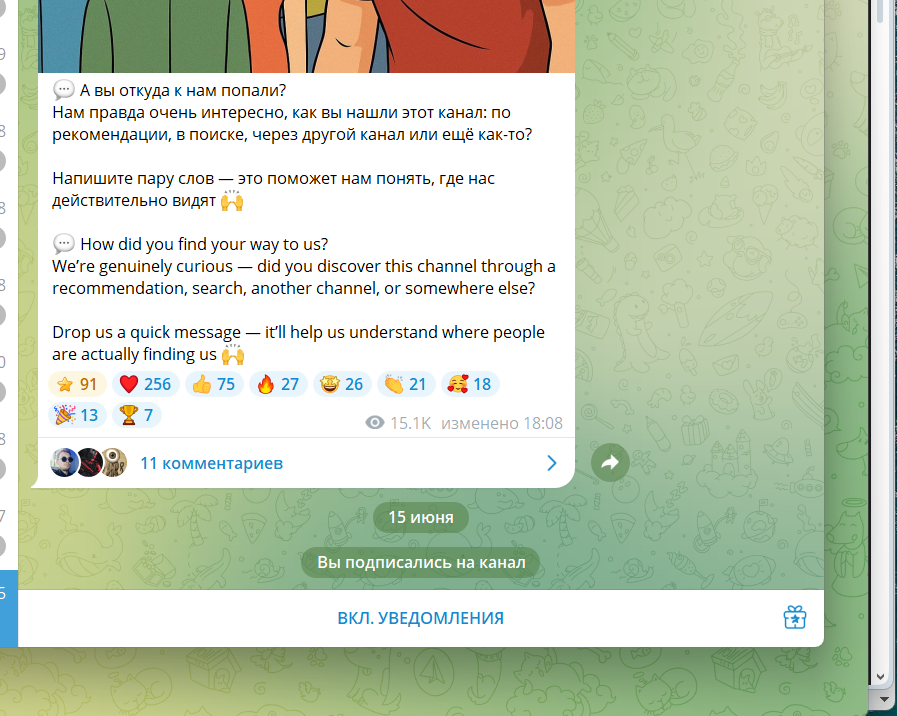 💬 А вы откуда к нам попали?
Нам правда очень интересно, как вы нашли этот канал: по
рекомендации, в поиске, через другой канал или ещё как-то?
Напишите пару слов — это поможет нам понять, где нас
действительно видят 🙌
💬 How did you find your way to us?
We’re genuinely curious — did you discover this channel through a
recommendation, search, another channel, or somewhere else?
Drop us a quick message — it’ll help us understand where people
are actually finding us 🙌
⭐ 91 ❤️ 256 👍 75 🔥 27 🤩 26 👏 21 🥰 18
🎉 13 🏆 7 15.1K изменено 18:08
11 комментариев
15 июня
Вы подписались на канал
ВКЛ. УВЕДОМЛЕНИЯ